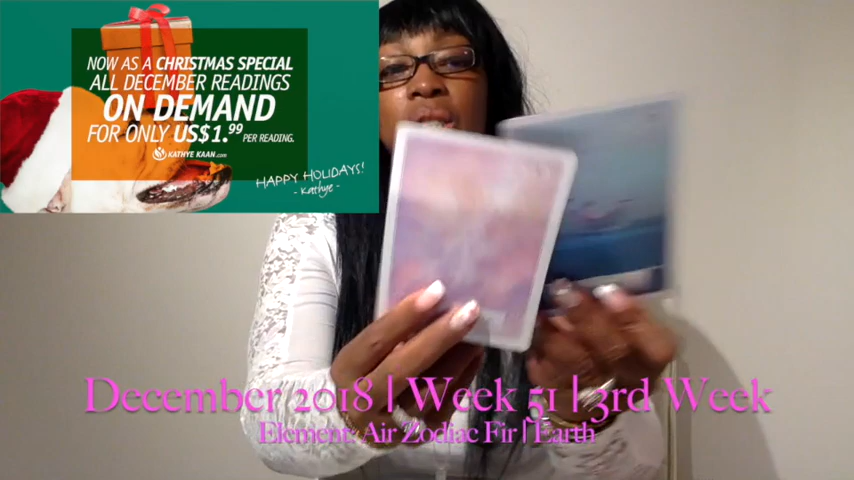 NOW AS A CHRISTMAS SPECIAL
ALL DECEMBER READINGS
ON DEMAND
FOR ONLY US$1.99 PER READING.
KATHYE KAAN.com
HAPPY HOLIDAYS!
- Kathye -
December 2018 | Week 51 | 3rd Week
Element: Air Zodiac Fir | Earth